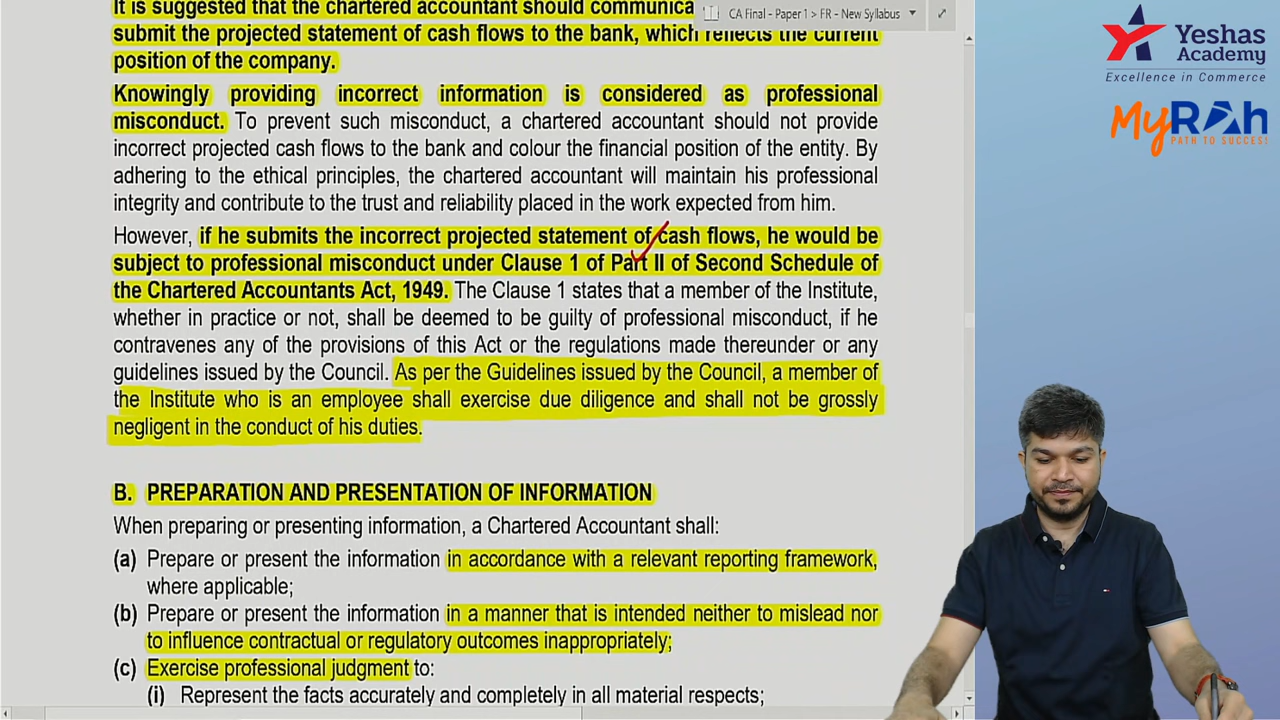 It is suggested that the chartered accountant should communica
CA Final - Paper 1 > FR - New Syllabus
submit the projected statement of cash flows to the bank, which reflects the current
position of the company.
Knowingly providing incorrect information is considered as professional
misconduct. To prevent such misconduct, a chartered accountant should not provide
incorrect projected cash flows to the bank and colour the financial position of the entity. By
adhering to the ethical principles, the chartered accountant will maintain his professional
integrity and contribute to the trust and reliability placed in the work expected from him.
However, if he submits the incorrect projected statement of cash flows, he would be
subject to professional misconduct under Clause 1 of Part II of Second Schedule of
the Chartered Accountants Act, 1949. The Clause 1 states that a member of the Institute,
whether in practice or not, shall be deemed to be guilty of professional misconduct, if he
contravenes any of the provisions of this Act or the regulations made thereunder or any
guidelines issued by the Council. As per the Guidelines issued by the Council, a member of
the Institute who is an employee shall exercise due diligence and shall not be grossly
negligent in the conduct of his duties.
B. PREPARATION AND PRESENTATION OF INFORMATION
When preparing or presenting information, a Chartered Accountant shall:
(a) Prepare or present the information in accordance with a relevant reporting framework,
where applicable;
(b) Prepare or present the information in a manner that is intended neither to mislead nor
to influence contractual or regulatory outcomes inappropriately;
(c) Exercise professional judgment to:
(i) Represent the facts accurately and completely in all material respects;
Yeshas
Academy
Excellence in Commerce
MyRAh
PATH TO SUCCESS